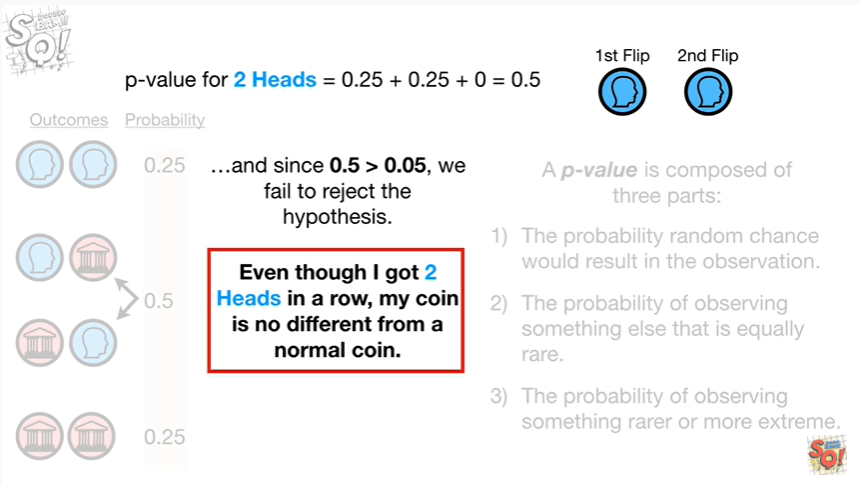 p-value for 2 Heads = 0.25 + 0.25 + 0 = 0.5
1st Flip 2nd Flip
Outcomes Probability
0.25
0.5
0.25
…and since 0.5 > 0.05, we
fail to reject the
hypothesis.
Even though I got 2
Heads in a row, my coin
is no different from a
normal coin.
A p-value is composed of
three parts:
1) The probability random chance
would result in the observation.
2) The probability of observing
something else that is equally
rare.
3) The probability of observing
something rarer or more extreme.
SQ!
SQ!